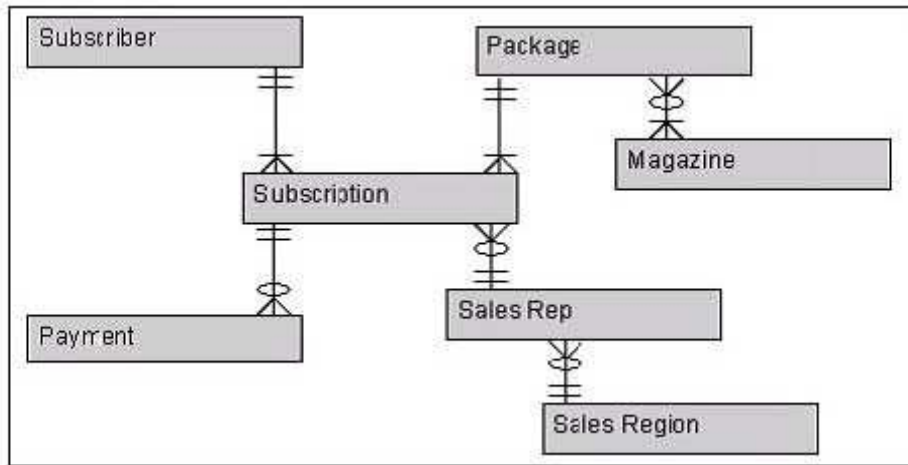 Subscriber
Package
Magazine
Subscription
Sales Rep
Payment
Sales Region